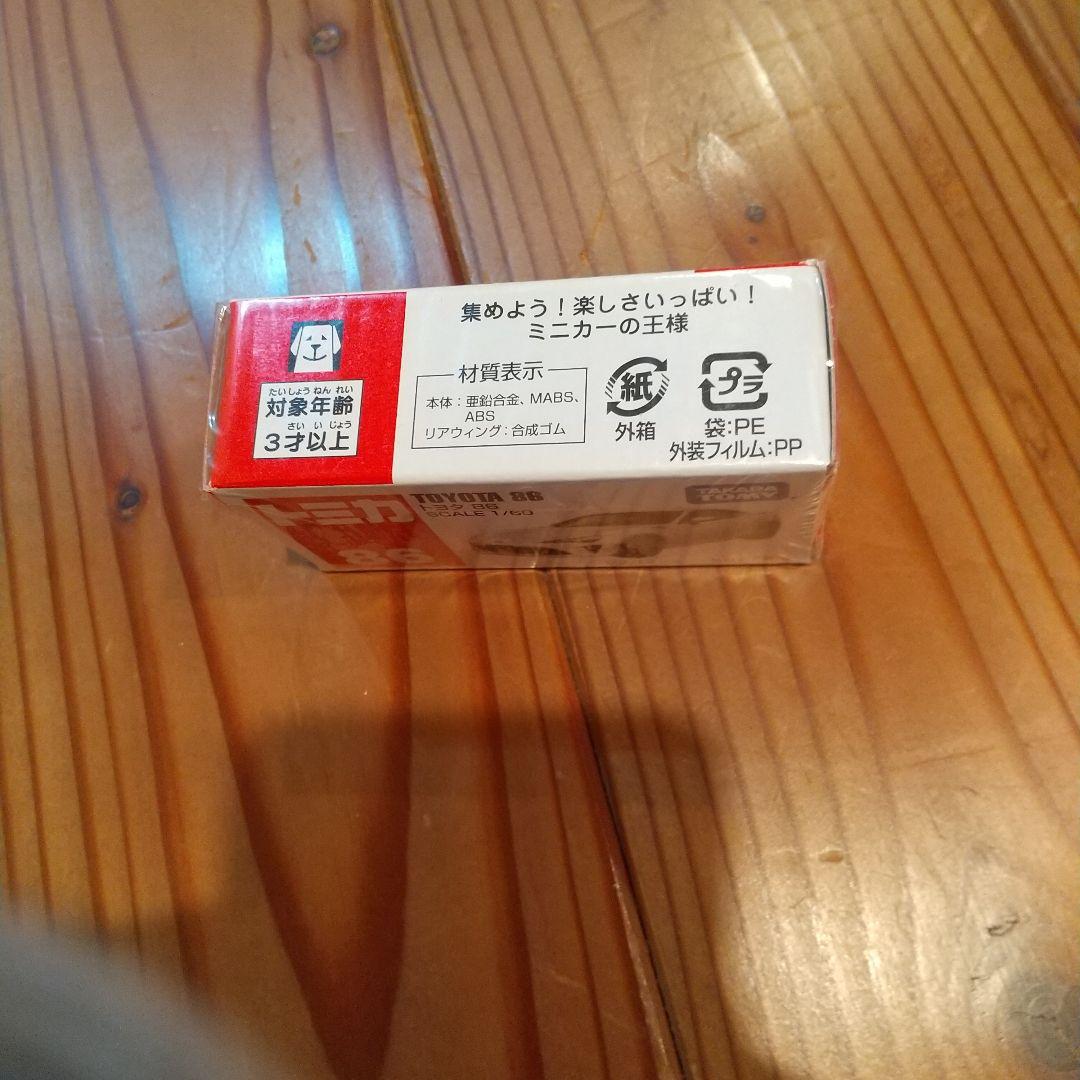 集めよう！楽しさいっぱい！
ミニカーの王様
たいしょうねんれい
対象年齢
さいいじょう
3才以上
材質表示
本体：亜鉛合金、MABS、
ABS
リアウィング：合成ゴム
紙
外箱
プラ
袋：PE
外装フィルム：PP
トミカ
86
TOYOTA 86
トヨタ 86
SCALE 1/60
TAKARA
TOMY